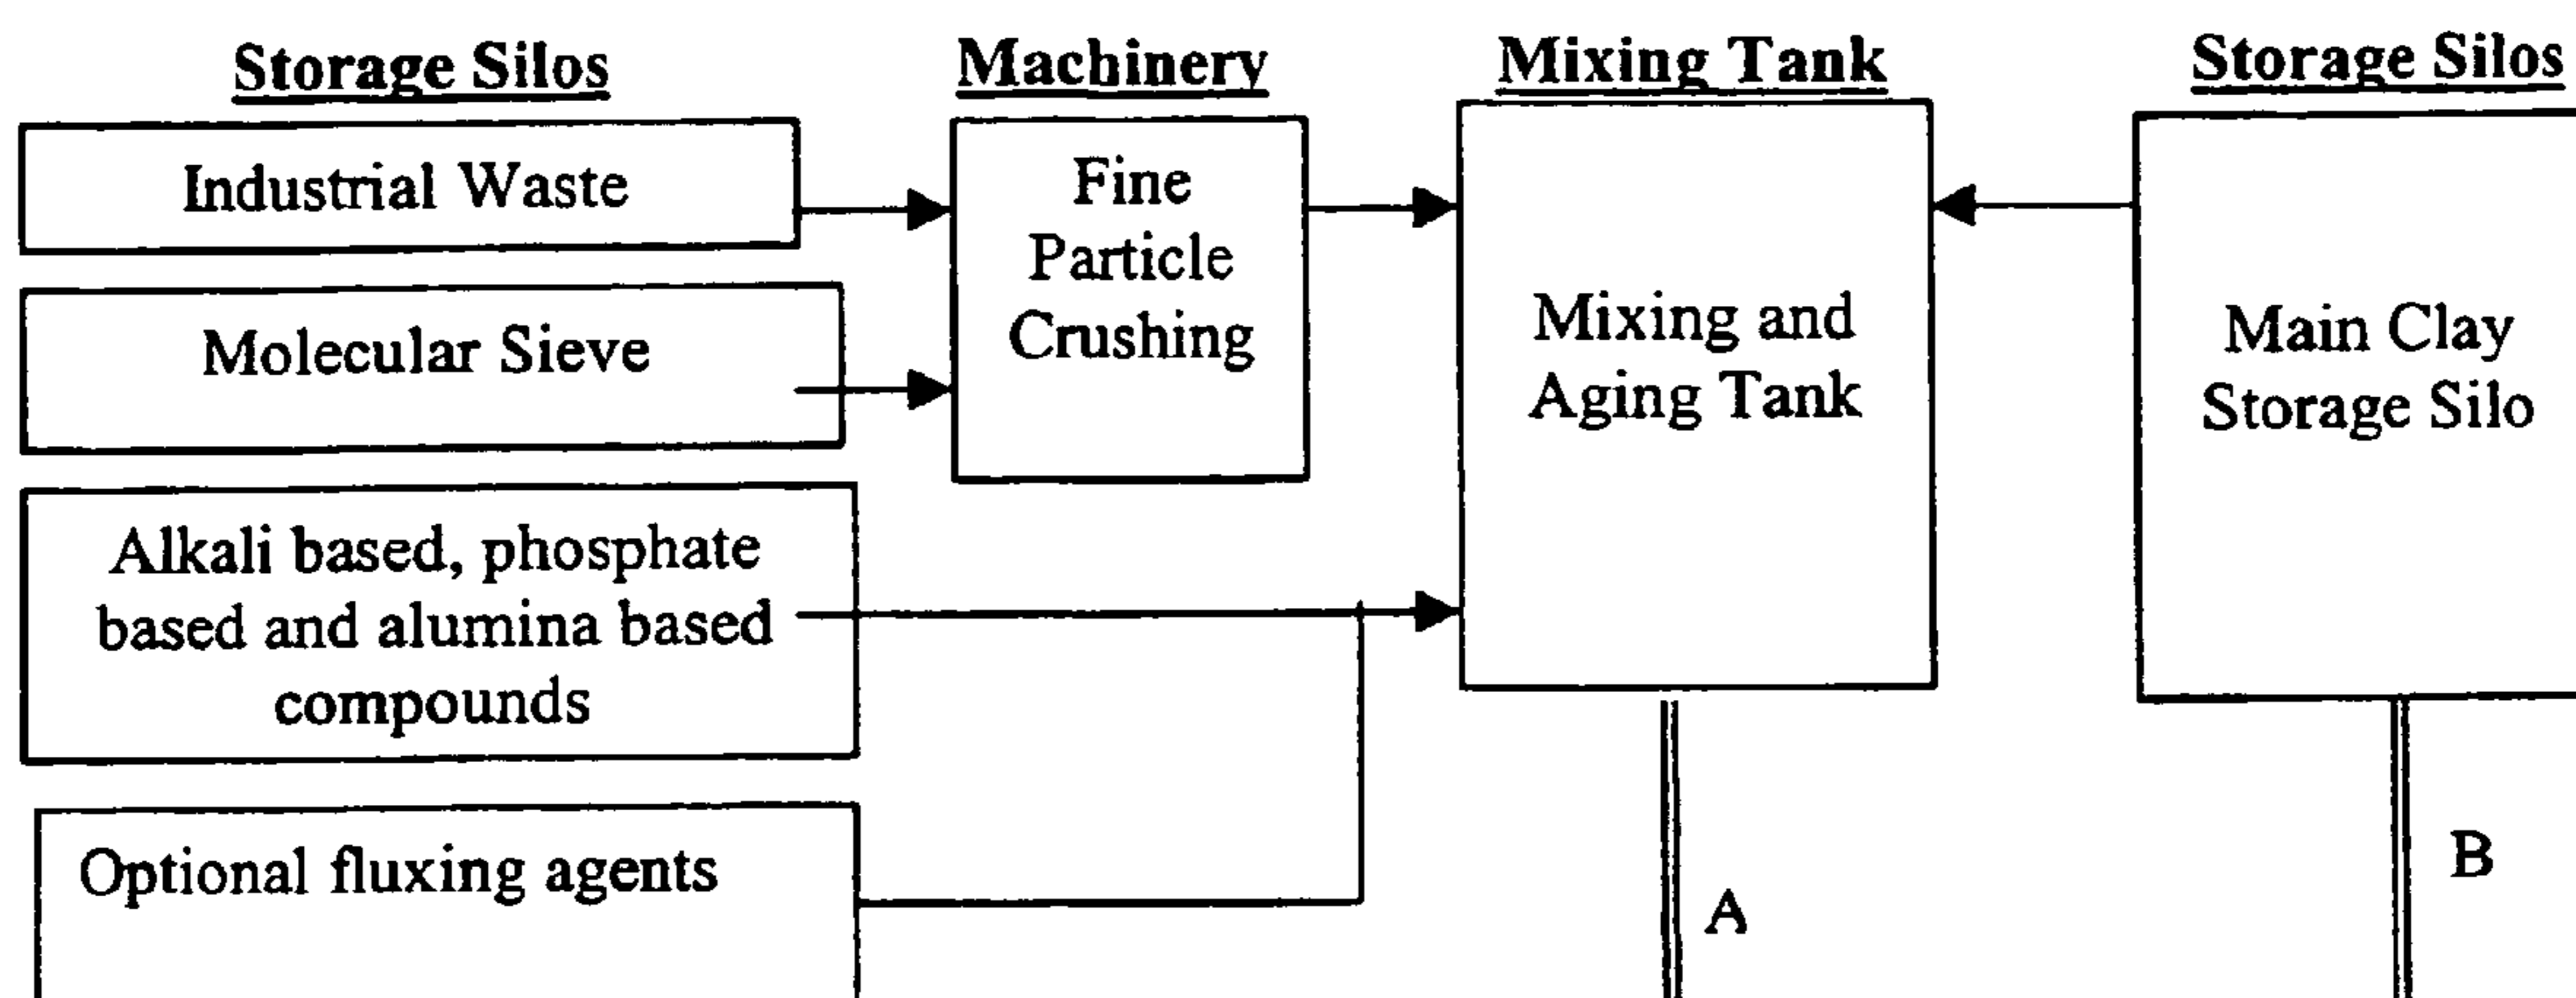 Storage Silos
Machinery
Mixing Tank
Storage Silos
Industrial Waste
Molecular Sieve
Alkali based, phosphate
based and alumina based
compounds
Optional fluxing agents
Fine
Particle
Crushing
Mixing and
Aging Tank
Main Clay
Storage Silo
A
B